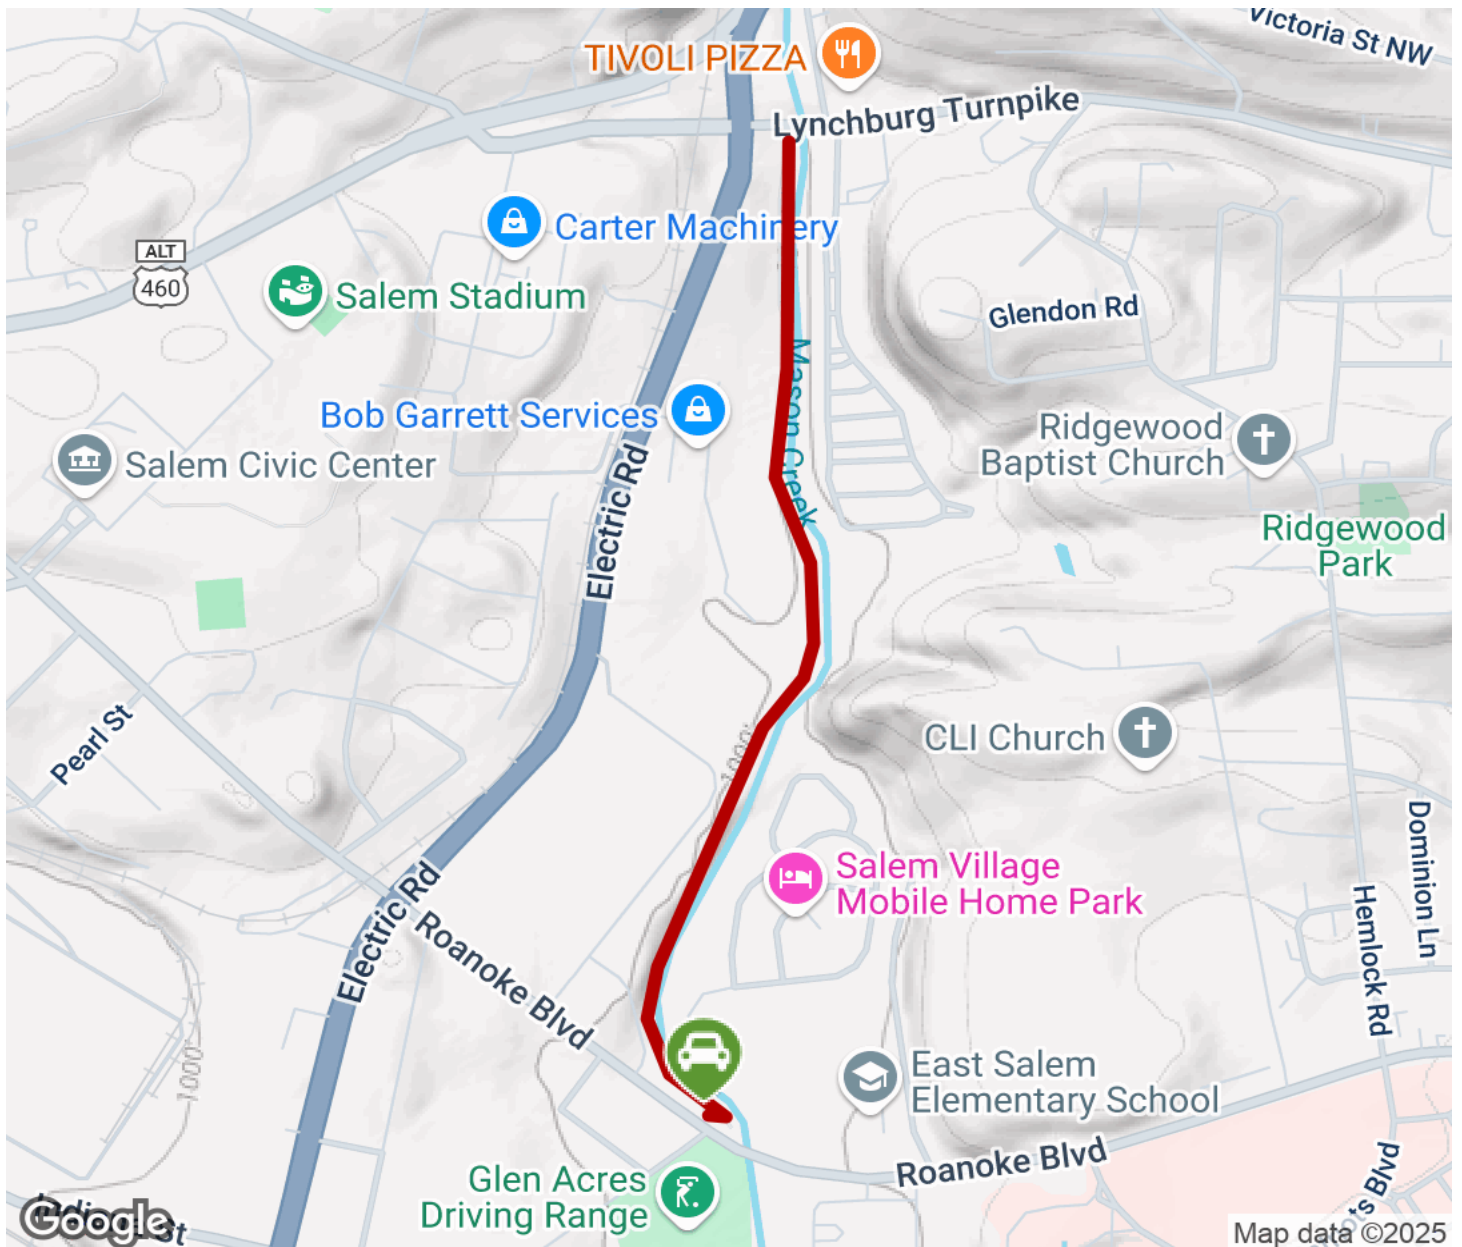 Victoria St NW
TIVOLI PIZZA
Lynchburg Turnpike
Carter Machinery
ALT
460
Salem Stadium
Glendon Rd
Mason Creek
Bob Garrett Services
Ridgewood
Baptist Church
Salem Civic Center
Electric Rd
Ridgewood
Park
Pearl St
CLI Church
1000
Dominion Ln
Salem Village
Mobile Home Park
Electric Rd
Roanoke Blvd
Hemlock Rd
1000
East Salem
Elementary School
Roanoke Blvd
Glen Acres
Driving Range
Blvd
St
Google
Map data ©2025